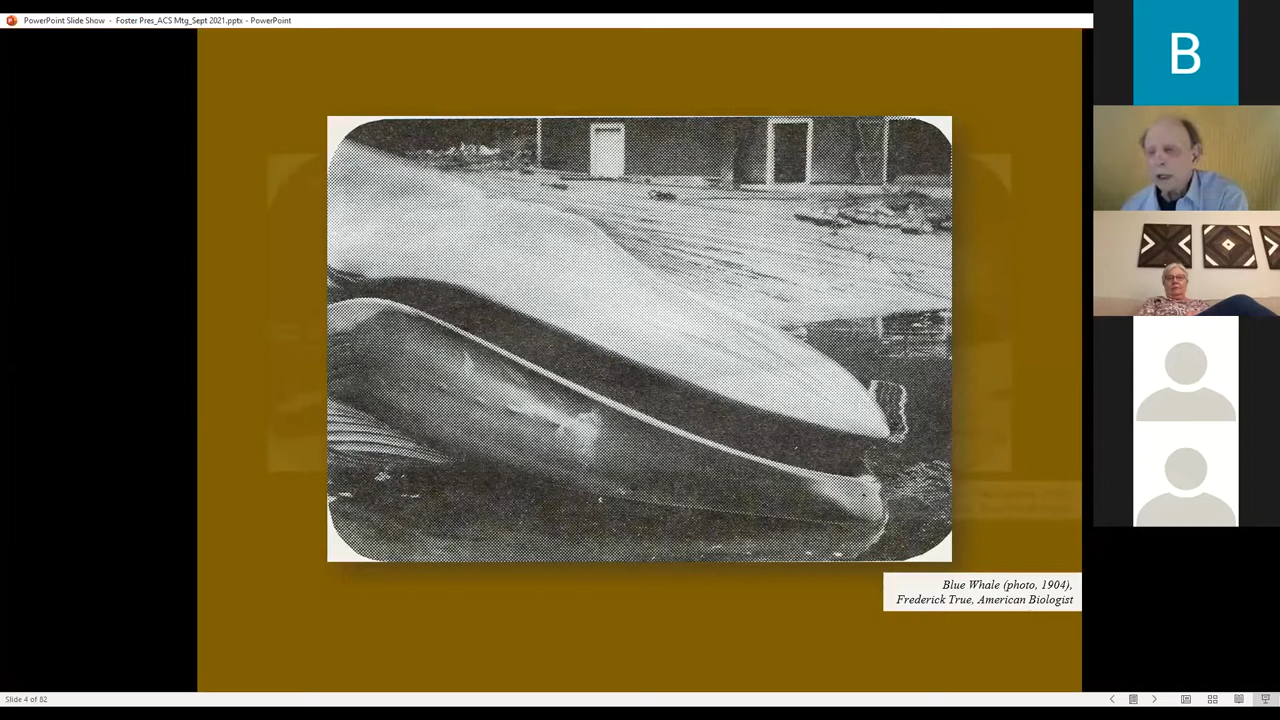 PowerPoint Slide Show - Foster Pres_ACS Mtg_Sept 2021.pptx - PowerPoint
B
Blue Whale (photo, 1904),
Frederick True, American Biologist
Slide 4 of 82